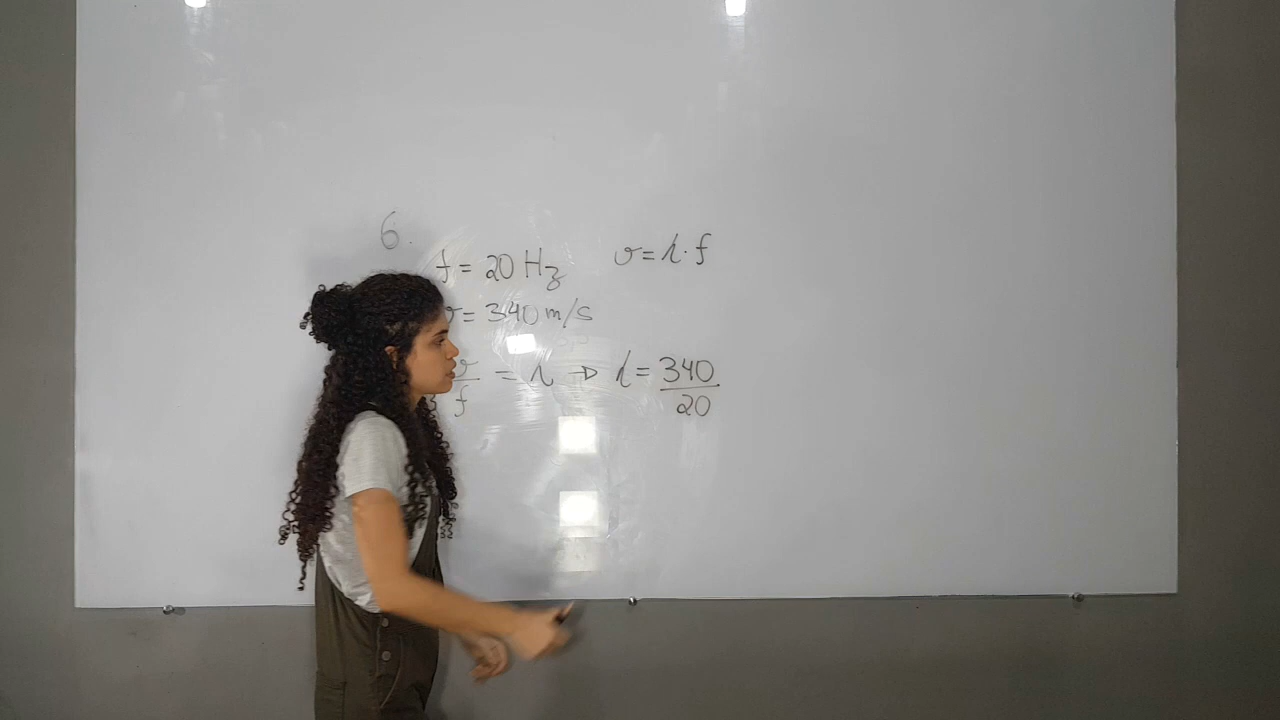 6.
f = 20 Hz
v = λ · f
v = 340 m/s
v/f = λ → λ = 340/20